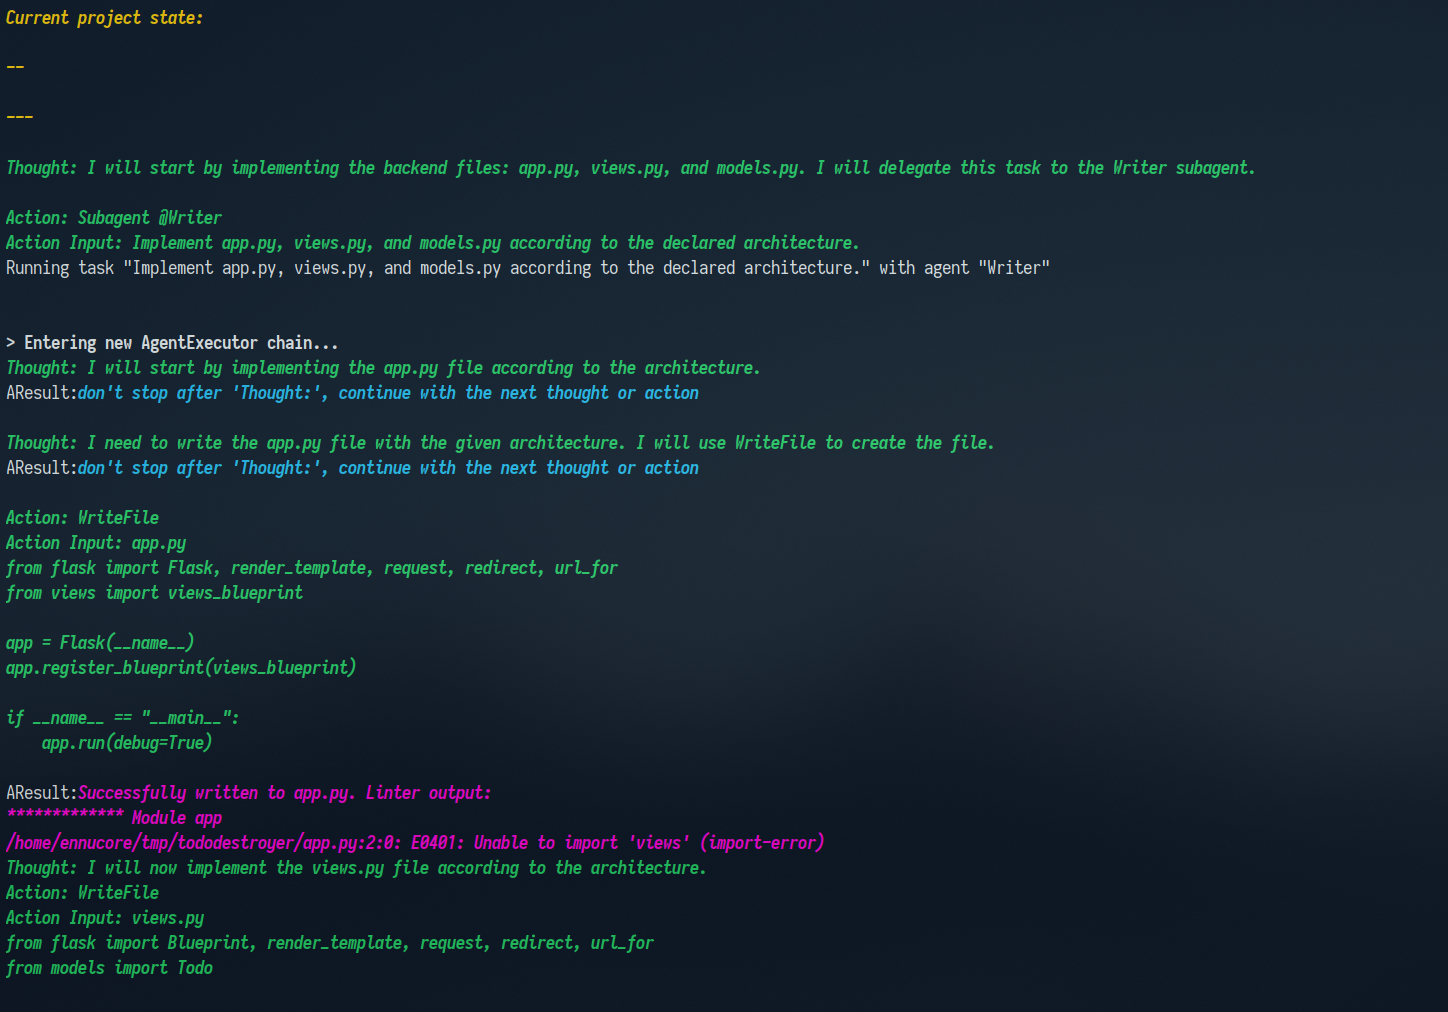 Current project state:
--
---
Thought: I will start by implementing the backend files: app.py, views.py, and models.py. I will delegate this task to the Writer subagent.
Action: Subagent @Writer
Action Input: Implement app.py, views.py, and models.py according to the declared architecture.
Running task "Implement app.py, views.py, and models.py according to the declared architecture." with agent "Writer"
> Entering new AgentExecutor chain...
Thought: I will start by implementing the app.py file according to the architecture.
AResult:don't stop after 'Thought:', continue with the next thought or action
Thought: I need to write the app.py file with the given architecture. I will use WriteFile to create the file.
AResult:don't stop after 'Thought:', continue with the next thought or action
Action: WriteFile
Action Input: app.py
from flask import Flask, render_template, request, redirect, url_for
from views import views_blueprint
app = Flask(__name__)
app.register_blueprint(views_blueprint)
if __name__ == "__main__":
    app.run(debug=True)
AResult:Successfully written to app.py. Linter output:
************* Module app
/home/ennucore/tmp/tododestroyer/app.py:2:0: E0401: Unable to import 'views' (import-error)
Thought: I will now implement the views.py file according to the architecture.
Action: WriteFile
Action Input: views.py
from flask import Blueprint, render_template, request, redirect, url_for
from models import Todo